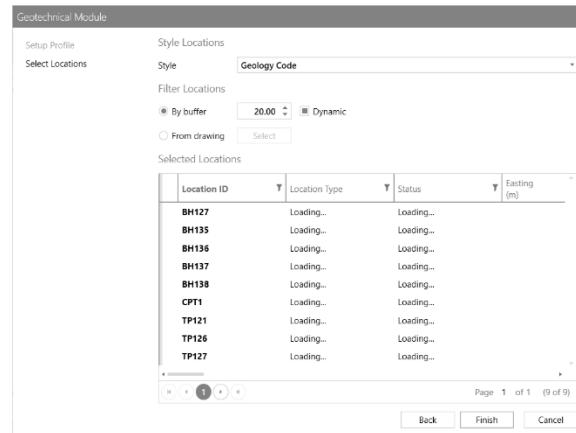 Geotechnical Module
Setup Profile
Select Locations
Style Locations
Style Geology Code
Filter Locations
By buffer 20.00 Dynamic
From drawing Select
Selected Locations
Location ID Location Type Status Easting (m)
BH127 Loading... Loading...
BH135 Loading... Loading...
BH136 Loading... Loading...
BH137 Loading... Loading...
BH138 Loading... Loading...
CPT1 Loading... Loading...
TP121 Loading... Loading...
TP126 Loading... Loading...
TP127 Loading... Loading...
1 Page 1 of 1 (9 of 9)
Back Finish Cancel